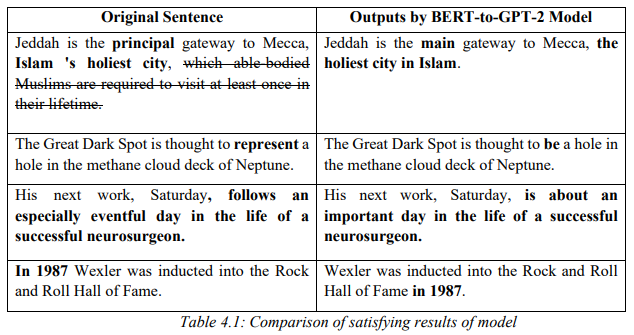 Original Sentence
Outputs by BERT-to-GPT-2 Model
Jeddah is the principal gateway to Mecca,
Islam 's holiest city, which able-bodied
Muslims are required to visit at least once in
their lifetime.
Jeddah is the main gateway to Mecca, the
holiest city in Islam.
The Great Dark Spot is thought to represent a
hole in the methane cloud deck of Neptune.
The Great Dark Spot is thought to be a hole in
the methane cloud deck of Neptune.
His next work, Saturday, follows an
especially eventful day in the life of a
successful neurosurgeon.
His next work, Saturday, is about an
important day in the life of a successful
neurosurgeon.
In 1987 Wexler was inducted into the Rock
and Roll Hall of Fame.
Wexler was inducted into the Rock and Roll
Hall of Fame in 1987.
Table 4.1: Comparison of satisfying results of model